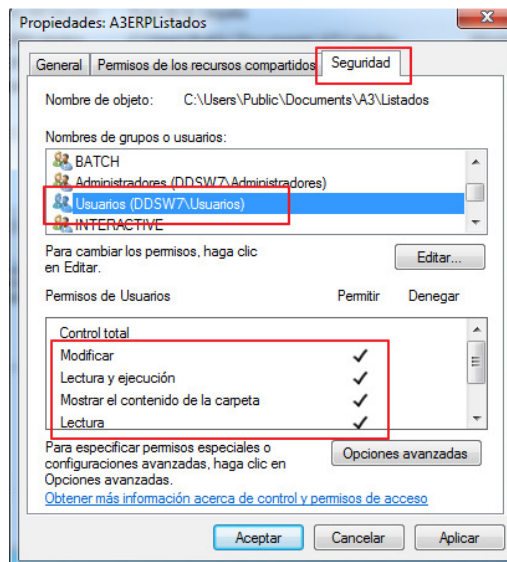 Propiedades: A3ERPListados
General
Permisos de los recursos compartidos
Seguridad
Nombre de objeto: C:\Users\Public\Documents\A3\Listados
Nombres de grupos o usuarios:
BATCH
Administradores (DDSW7\Administradores)
Usuarios (DDSW7\Usuarios)
INTERACTIVE
Para cambiar los permisos, haga clic
en Editar.
Editar...
Permisos de Usuarios Permitir Denegar
Control total
Modificar
Lectura y ejecución
Mostrar el contenido de la carpeta
Lectura
Para especificar permisos especiales o
configuraciones avanzadas, haga clic en
Opciones avanzadas.
Opciones avanzadas
Obtener más información acerca de control y permisos de acceso
Aceptar Cancelar Aplicar